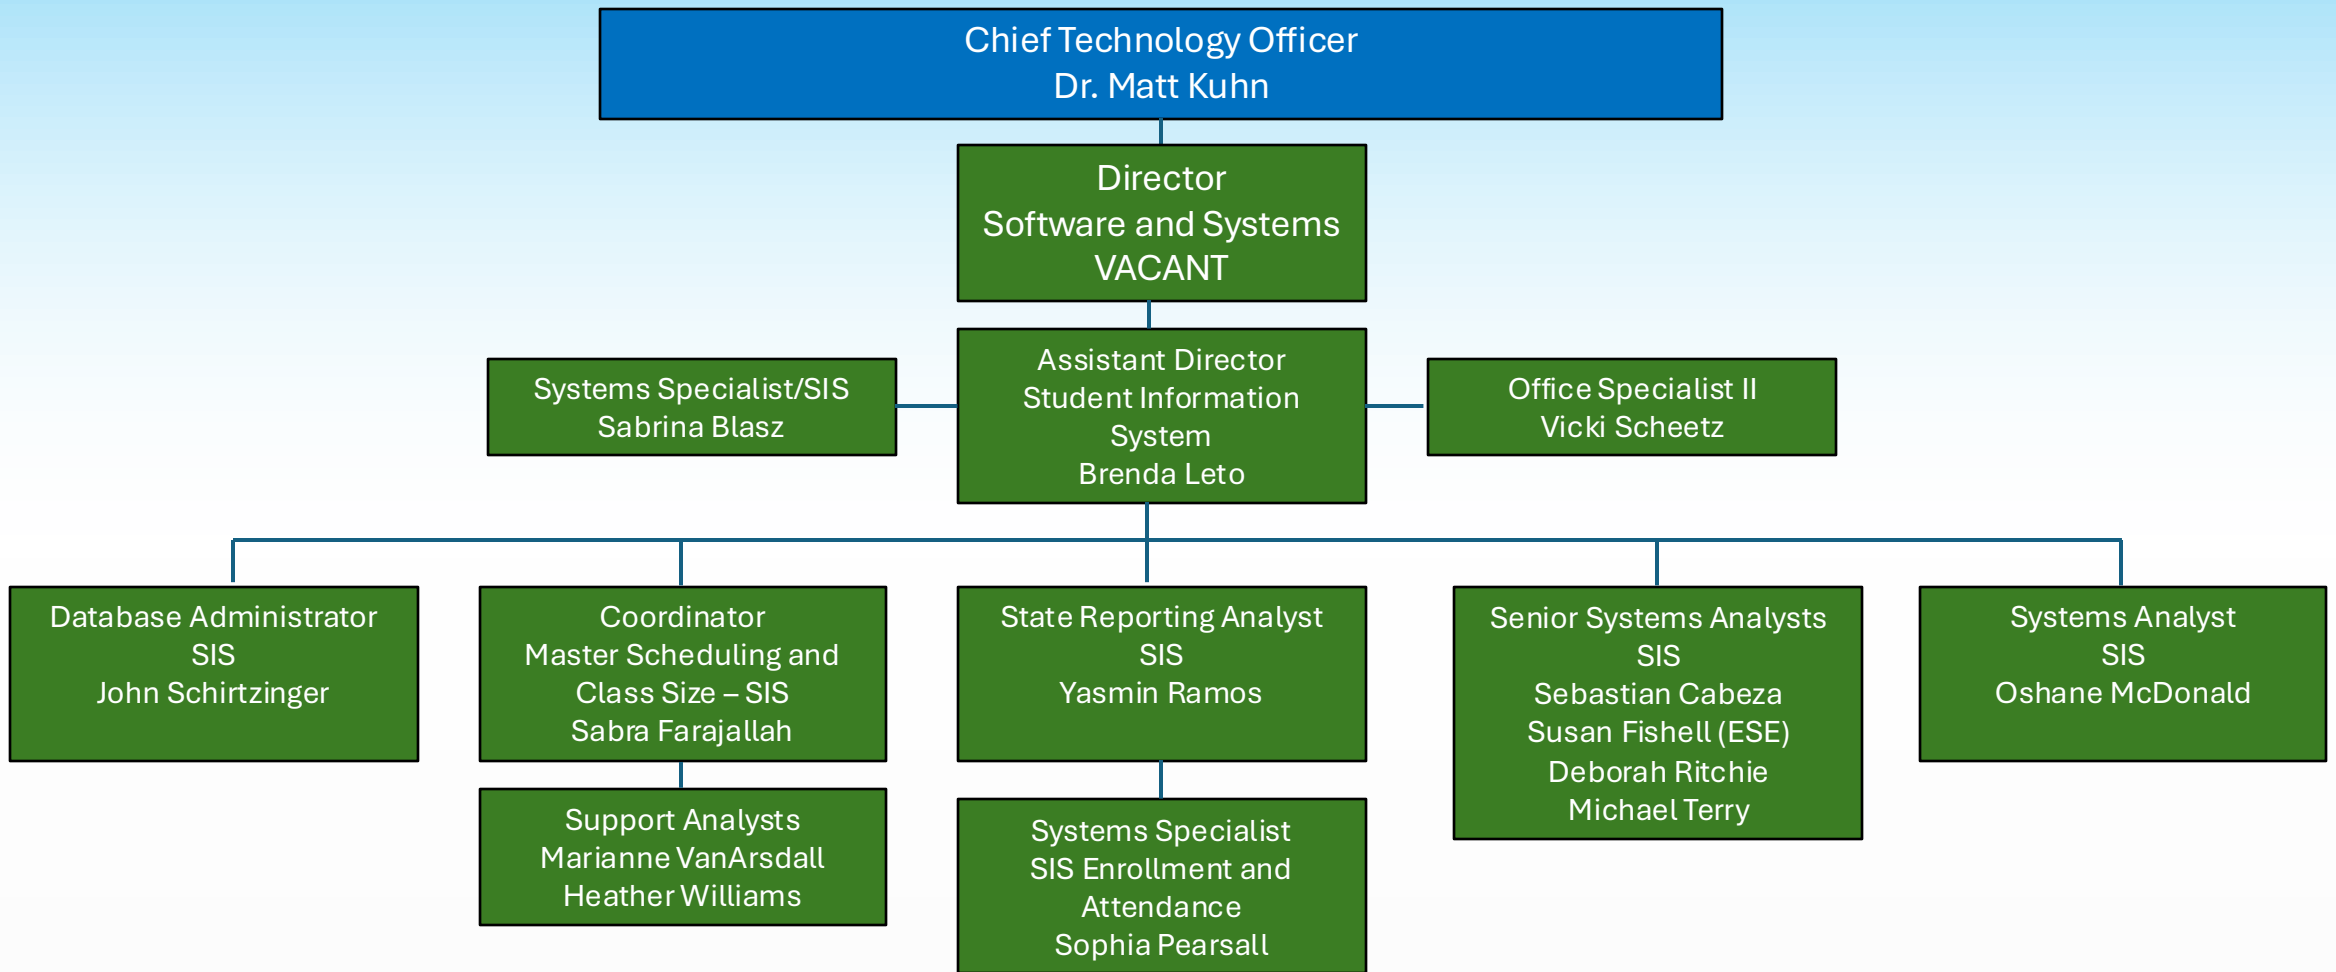 Chief Technology Officer
Dr. Matt Kuhn
Director
Software and Systems
VACANT
Systems Specialist/SIS
Sabrina Blasz
Assistant Director
Student Information
System
Brenda Leto
Office Specialist II
Vicki Scheetz
Database Administrator
SIS
John Schirtzinger
Coordinator
Master Scheduling and
Class Size – SIS
Sabra Farajallah
State Reporting Analyst
SIS
Yasmin Ramos
Senior Systems Analysts
SIS
Sebastian Cabeza
Susan Fishell (ESE)
Deborah Ritchie
Michael Terry
Systems Analyst
SIS
Oshane McDonald
Support Analysts
Marianne VanArsdall
Heather Williams
Systems Specialist
SIS Enrollment and
Attendance
Sophia Pearsall